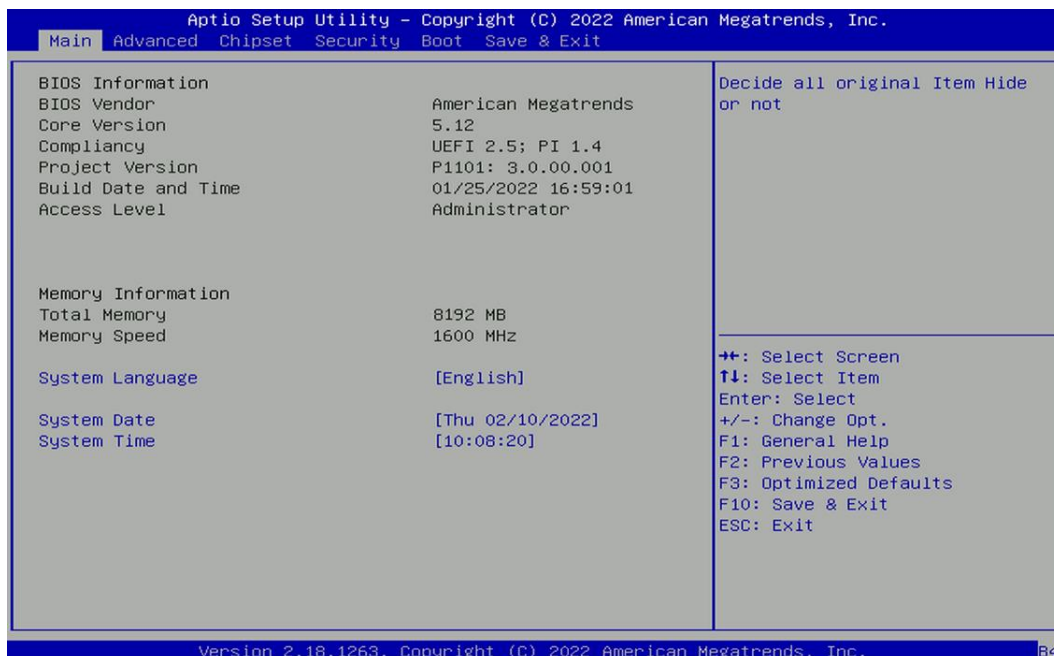 Aptio Setup Utility – Copyright (C) 2022 American Megatrends, Inc.
Main Advanced Chipset Security Boot Save & Exit
BIOS Information
BIOS Vendor American Megatrends
Core Version 5.12
Compliancy UEFI 2.5; PI 1.4
Project Version P1101: 3.0.00.001
Build Date and Time 01/25/2022 16:59:01
Access Level Administrator
Memory Information
Total Memory 8192 MB
Memory Speed 1600 MHz
System Language [English]
System Date [Thu 02/10/2022]
System Time [10:08:20]
Decide all original Item Hide
or not
→←: Select Screen
↑↓: Select Item
Enter: Select
+/-: Change Opt.
F1: General Help
F2: Previous Values
F3: Optimized Defaults
F10: Save & Exit
ESC: Exit
Version 2.18.1263. Copyright (C) 2022 American Megatrends, Inc.